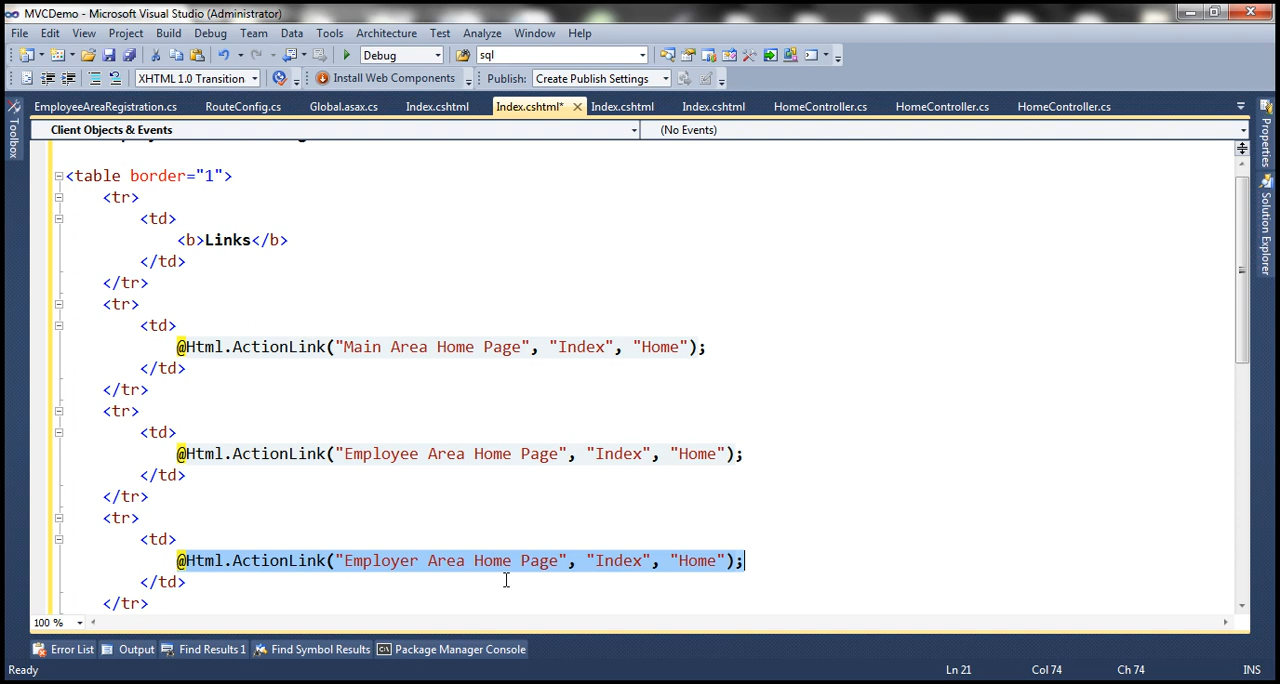 MVCDemo - Microsoft Visual Studio (Administrator)
File Edit View Project Build Debug Team Data Tools Architecture Test Analyze Window Help
Debug sql
XHTML 1.0 Transition Install Web Components Publish: Create Publish Settings
EmployeeAreaRegistration.cs RouteConfig.cs Global.asax.cs Index.cshtml Index.cshtml* Index.cshtml Index.cshtml HomeController.cs HomeController.cs HomeController.cs
Client Objects & Events (No Events)
Toolbox
Properties
Solution Explorer
<table border="1">
<tr>
<td>
<b>Links</b>
</td>
</tr>
<tr>
<td>
@Html.ActionLink("Main Area Home Page", "Index", "Home");
</td>
</tr>
<tr>
<td>
@Html.ActionLink("Employee Area Home Page", "Index", "Home");
</td>
</tr>
<tr>
<td>
@Html.ActionLink("Employer Area Home Page", "Index", "Home");
</td>
</tr>
100 %
Error List Output Find Results 1 Find Symbol Results Package Manager Console
Ready Ln 21 Col 74 Ch 74 INS